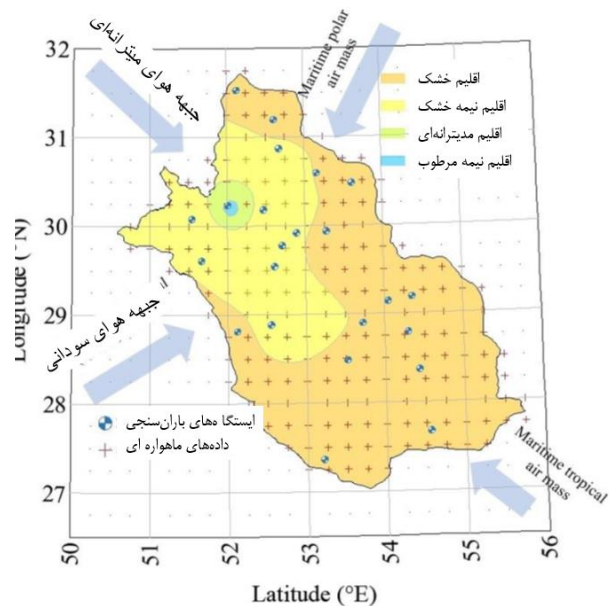 32
31
30
29
28
27
50
51
52
53
54
55
56
Longitude (°N)
Latitude (°E)
جبهه هوای میترانه‌ای
Maritime polar
air mass
اقلیم خشک
اقلیم نیمه خشک
اقلیم مدیترانه‌ای
اقلیم نیمه مرطوب
جبهه هوای سودانی
ایستگا ه‌های باران‌سنجی
داده‌های ماهواره ای
Maritime tropical
air mass